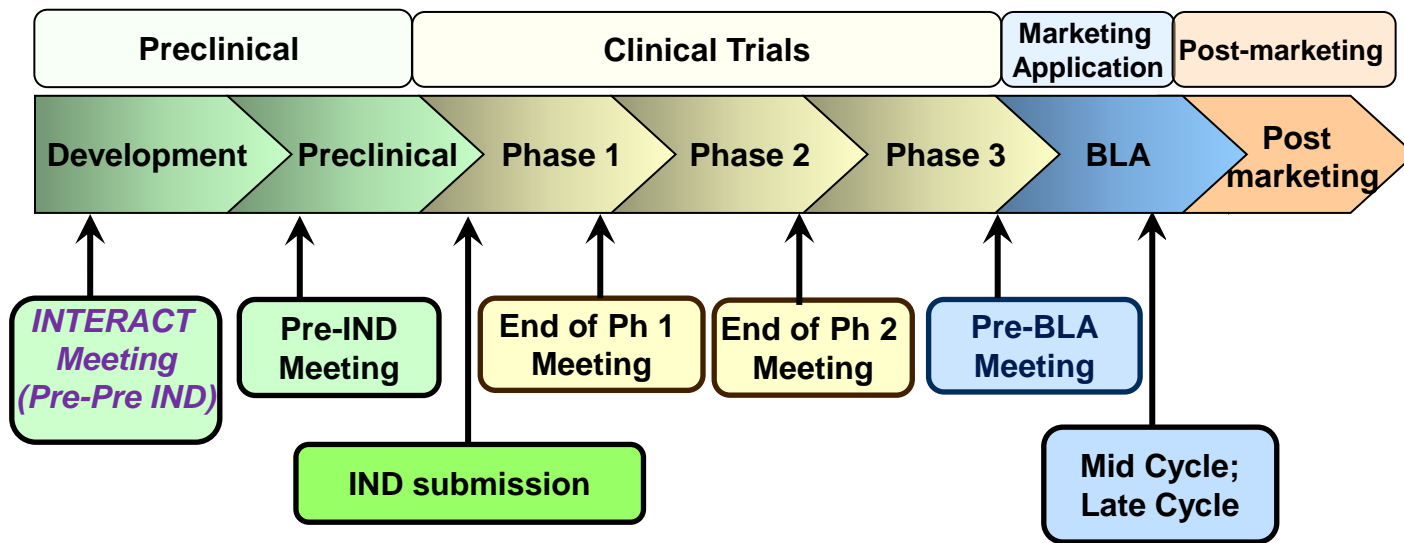 Preclinical
Clinical Trials
Marketing
Application
Post-marketing
Development
Preclinical
Phase 1
Phase 2
Phase 3
BLA
Post
marketing
INTERACT
Meeting
(Pre-Pre IND)
Pre-IND
Meeting
End of Ph 1
Meeting
End of Ph 2
Meeting
Pre-BLA
Meeting
IND submission
Mid Cycle;
Late Cycle